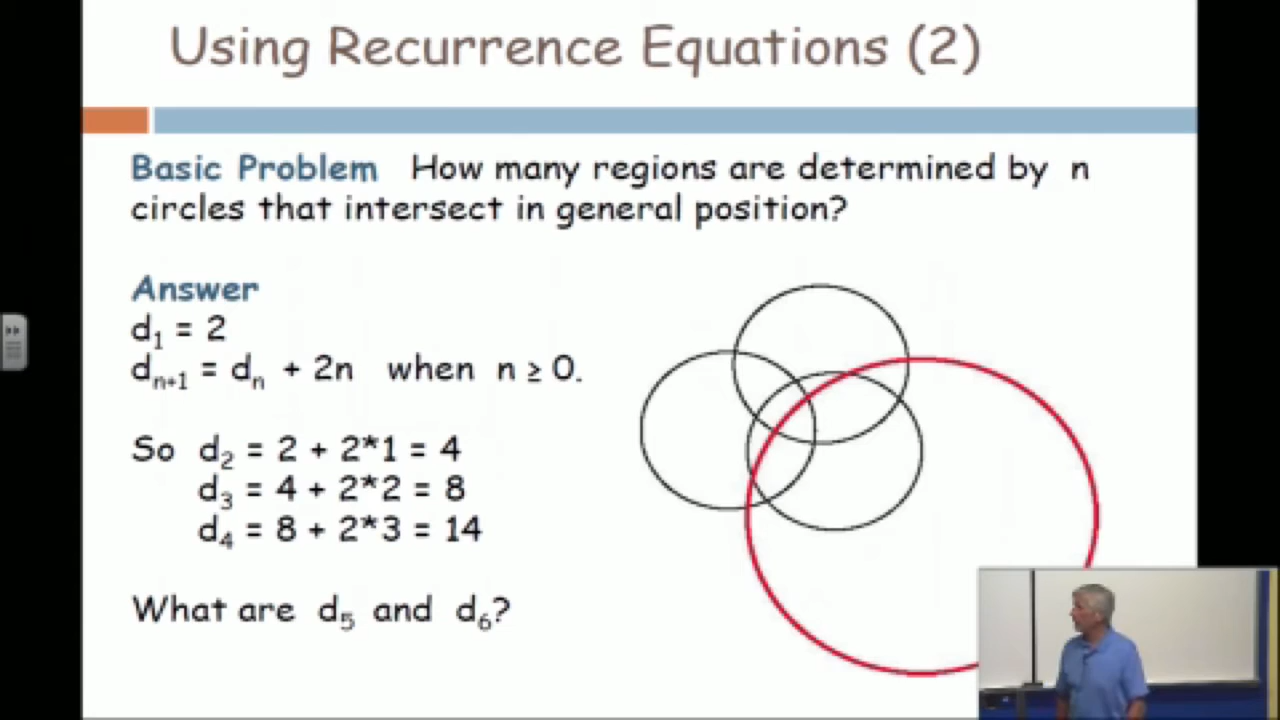 Using Recurrence Equations (2)
Basic Problem How many regions are determined by n
circles that intersect in general position?
Answer
d₁ = 2
dₙ₊₁ = dₙ + 2n when n ≥ 0.
So d₂ = 2 + 2*1 = 4
d₃ = 4 + 2*2 = 8
d₄ = 8 + 2*3 = 14
What are d₅ and d₆?